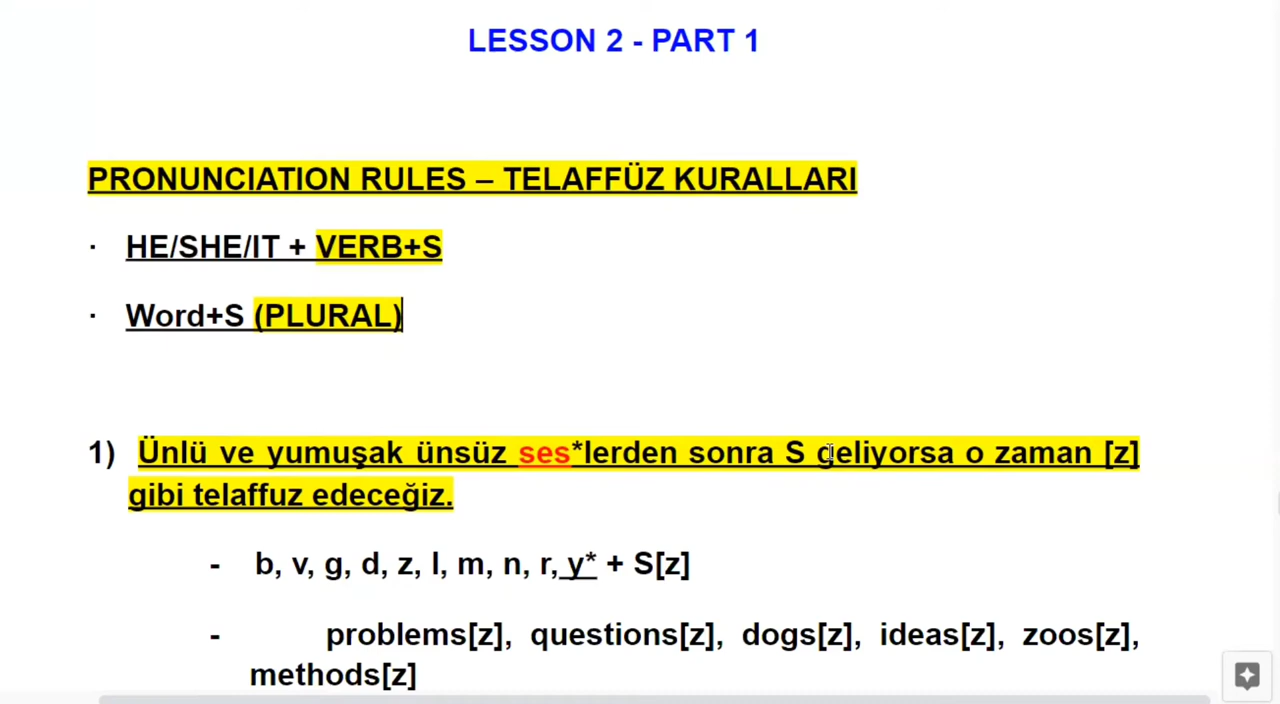 LESSON 2 - PART 1
PRONUNCIATION RULES – TELAFFÜZ KURALLARI
· HE/SHE/IT + VERB+S
· Word+S (PLURAL)
1) Ünlü ve yumuşak ünsüz ses*lerden sonra S geliyorsa o zaman [z]
gibi telaffuz edeceğiz.
- b, v, g, d, z, l, m, n, r, y* + S[z]
- problems[z], questions[z], dogs[z], ideas[z], zoos[z],
methods[z]